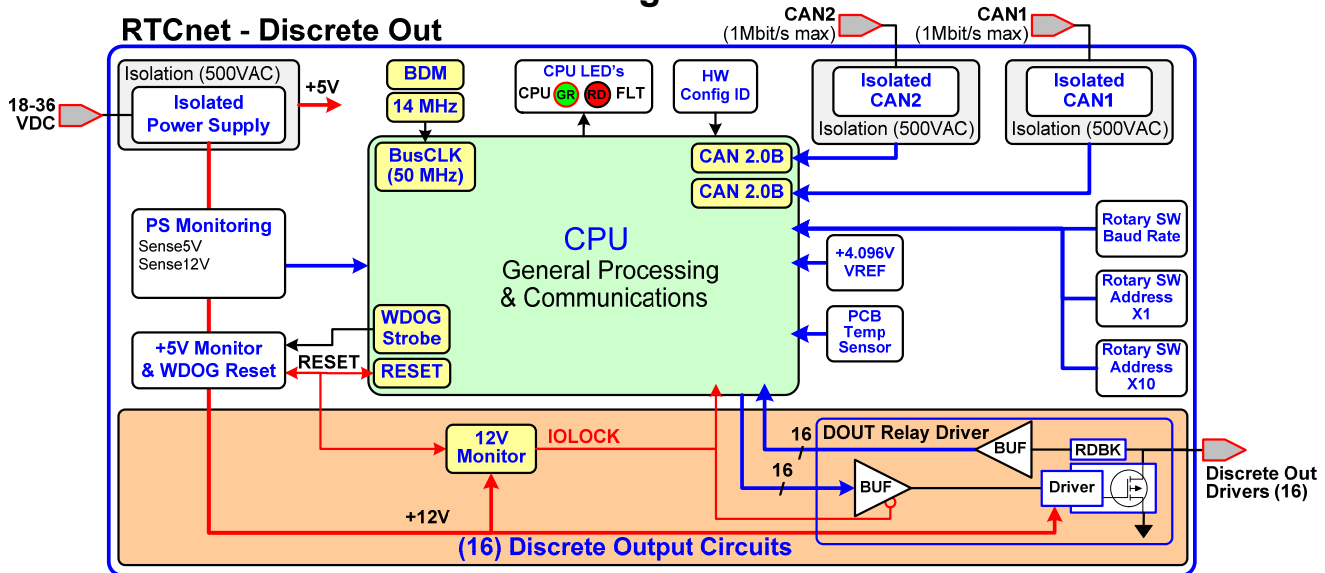 RTCnet - Discrete Out
CAN2
(1Mbit/s max)
CAN1
(1Mbit/s max)
18-36
VDC
Isolation (500VAC)
Isolated
Power Supply
+5V
BDM
14 MHz
BusCLK
(50 MHz)
CPU LED's
CPU GR RD FLT
HW
Config ID
Isolated
CAN2
Isolation (500VAC)
Isolated
CAN1
Isolation (500VAC)
CAN 2.0B
CAN 2.0B
PS Monitoring
Sense5V
Sense12V
CPU
General Processing
& Communications
+4.096V
VREF
PCB
Temp
Sensor
Rotary SW
Baud Rate
Rotary SW
Address
X1
Rotary SW
Address
X10
WDOG
Strobe
RESET
+5V Monitor
& WDOG Reset
RESET
12V
Monitor
IOLOCK
+12V
16
16
DOUT Relay Driver
BUF
RDBK
BUF
Driver
Discrete Out
Drivers (16)
(16) Discrete Output Circuits